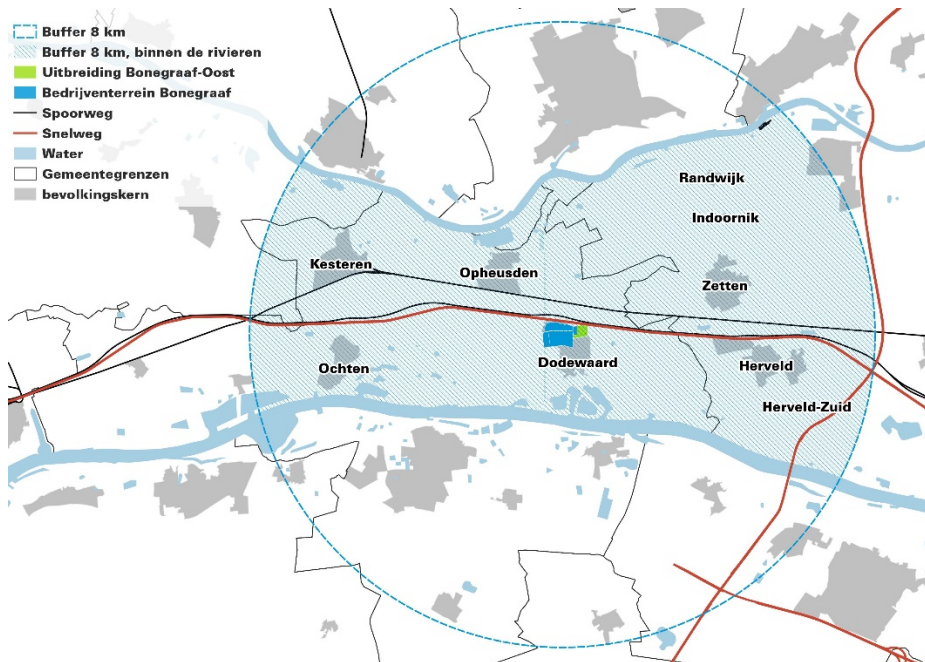 Buffer 8 km
Buffer 8 km, binnen de rivieren
Uitbreiding Bonegraaf-Oost
Bedrijventerrein Bonegraaf
Spoorweg
Snelweg
Water
Gemeentegrenzen
bevolkingskern
Randwijk
Indoornik
Kesteren
Opheusden
Zetten
Ochten
Dodewaard
Herveld
Herveld-Zuid